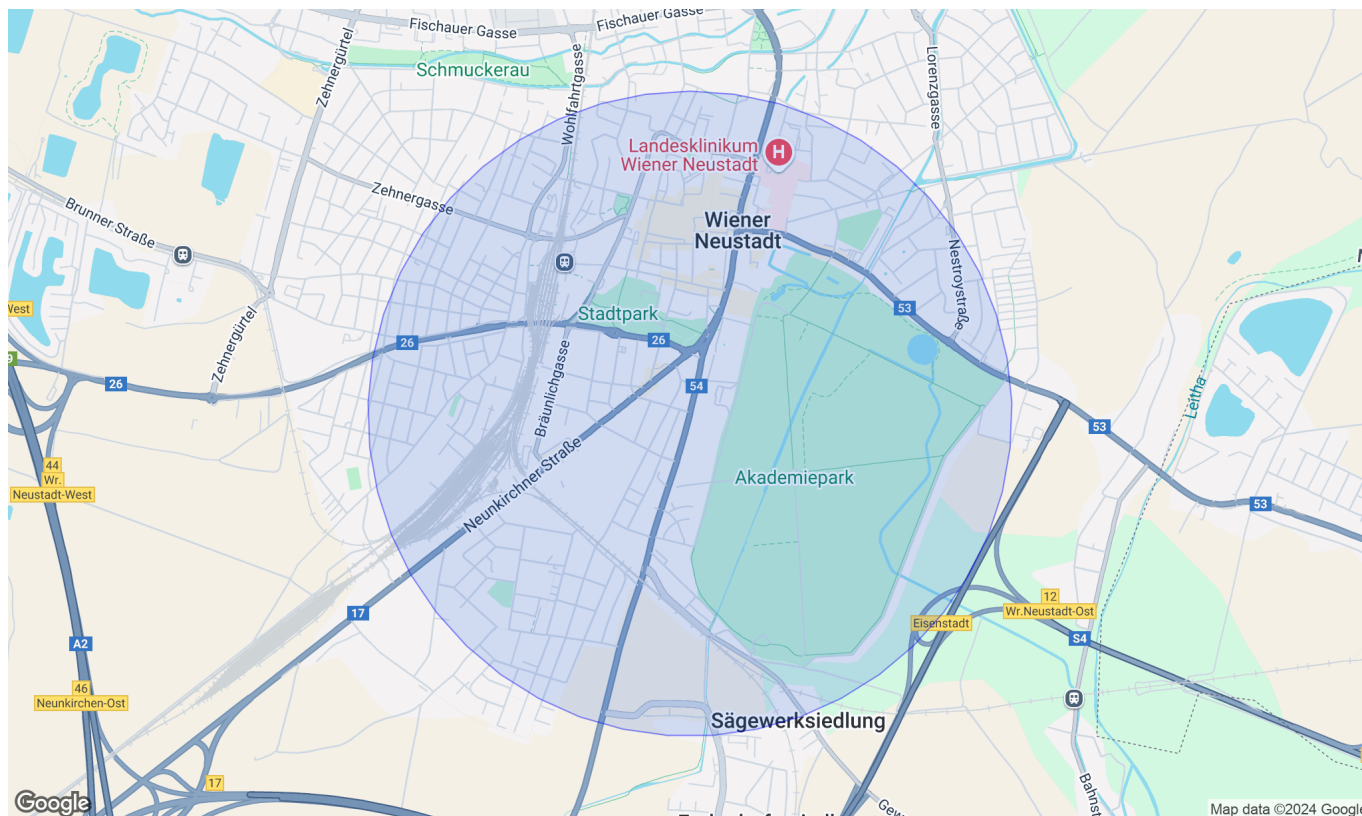 Fischauer Gasse
Fischauer Gasse
Schmuckerau
Zehnergürtel
Wohlfahrtgasse
Lorenzgasse
Landesklinikum
Wiener Neustadt
H
Zehnergasse
Brunner Straße
Wiener
Neustadt
Nestroystraße
West
Stadtpark
53
26
26
Zehnergürtel
26
54
Bräunlichgasse
Leitha
53
44
Wr.
Neustadt-West
Neunkirchner Straße
Akademiepark
53
17
12
Wr.Neustadt-Ost
Eisenstadt
S4
A2
46
Neunkirchen-Ost
Sägewerksiedlung
17
Google
Map data ©2024 Google